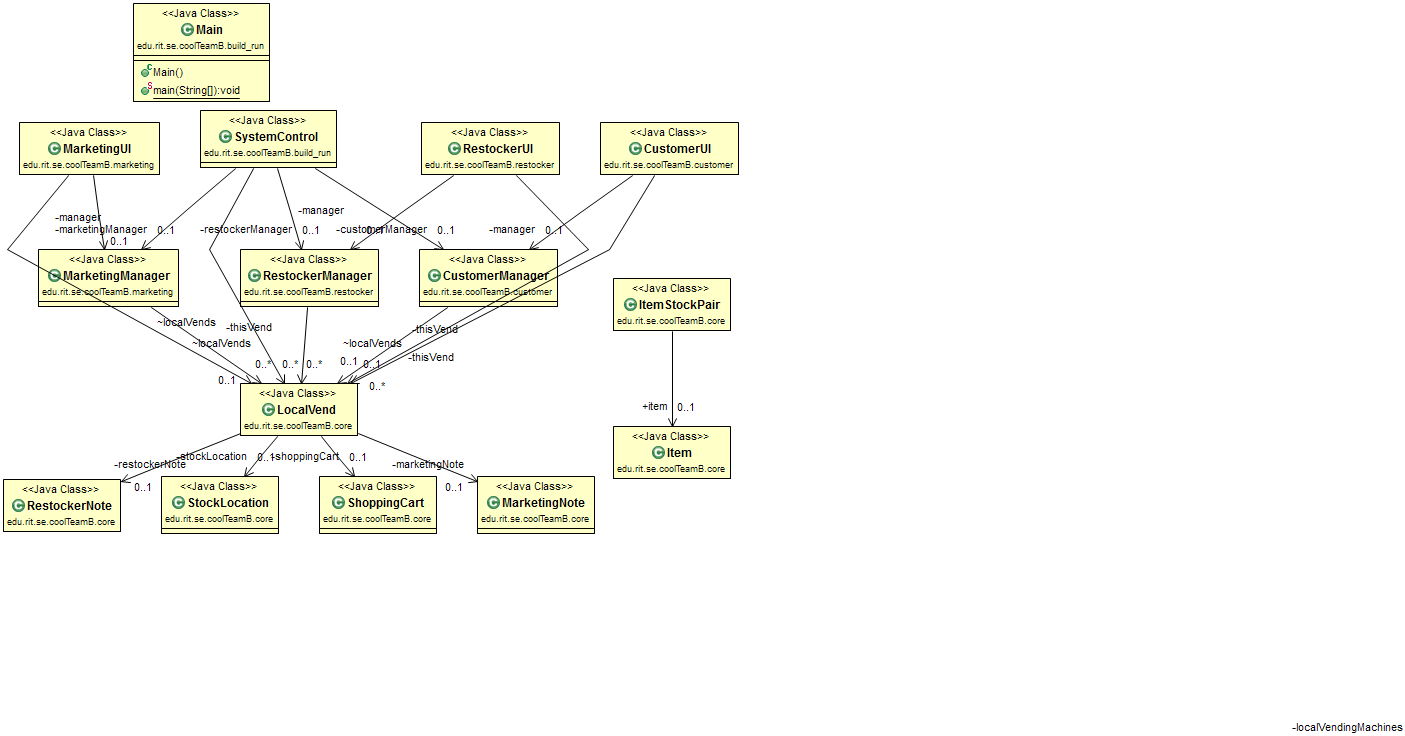 <<Java Class>>
Main
edu.rit.se.coolTeamB.build_run
Main()
main(String[]):void
<<Java Class>>
MarketingUI
edu.rit.se.coolTeamB.marketing
<<Java Class>>
SystemControl
edu.rit.se.coolTeamB.build_run
<<Java Class>>
RestockerUI
edu.rit.se.coolTeamB.restocker
<<Java Class>>
CustomerUI
edu.rit.se.coolTeamB.customer
-manager
-manager
-marketingManager
0..1
-restockerManager
0..1
-customerManager
0..1
0..1
-manager
0..1
0..1
<<Java Class>>
MarketingManager
edu.rit.se.coolTeamB.marketing
<<Java Class>>
RestockerManager
edu.rit.se.coolTeamB.restocker
<<Java Class>>
CustomerManager
edu.rit.se.coolTeamB.customer
<<Java Class>>
ItemStockPair
edu.rit.se.coolTeamB.core
~localVends
-thisVend
-thisVend
~localVends
~localVends
-thisVend
0..*
0..*
0..*
0..1
0..1
0..1
0..*
<<Java Class>>
LocalVend
edu.rit.se.coolTeamB.core
+item
0..1
<<Java Class>>
Item
edu.rit.se.coolTeamB.core
-restockerNote
-stockLocation
0..1
-shoppingCart
0..1
-marketingNote
0..1
0..1
<<Java Class>>
RestockerNote
edu.rit.se.coolTeamB.core
<<Java Class>>
StockLocation
edu.rit.se.coolTeamB.core
<<Java Class>>
ShoppingCart
edu.rit.se.coolTeamB.core
<<Java Class>>
MarketingNote
edu.rit.se.coolTeamB.core
-localVendingMachines